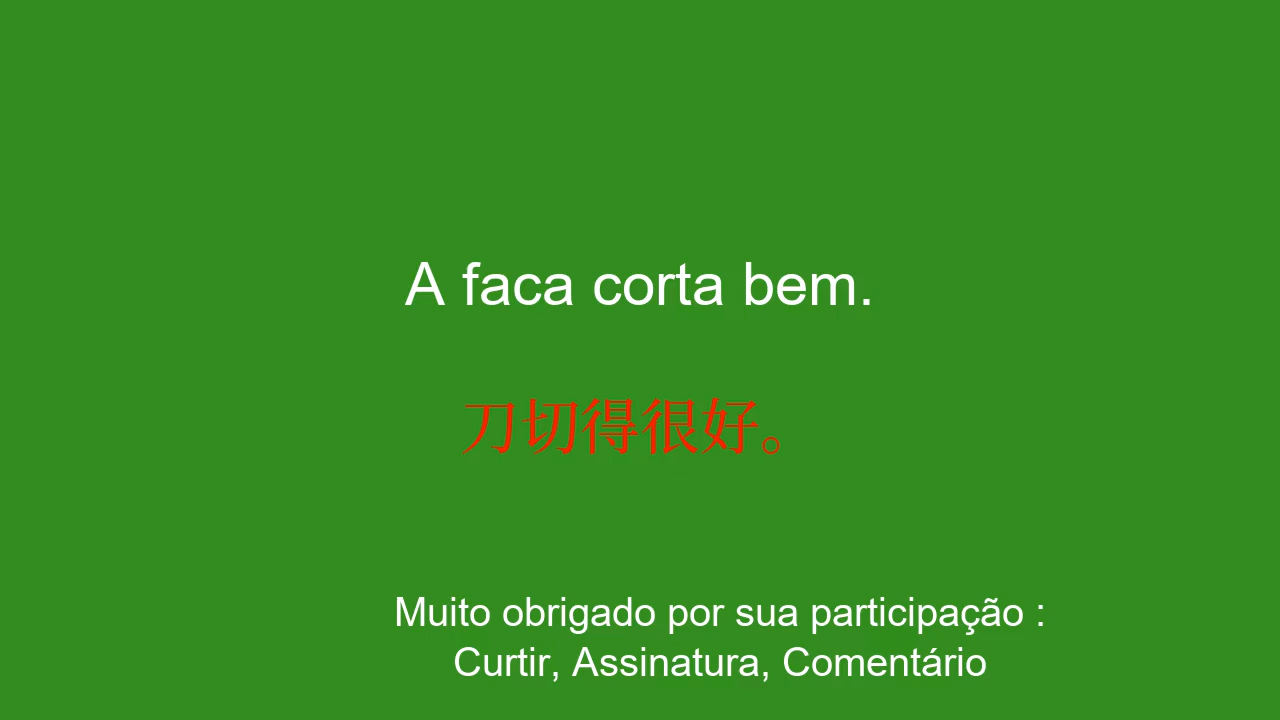 A faca corta bem.
刀切得很好。
Muito obrigado por sua participação :
Curtir, Assinatura, Comentário